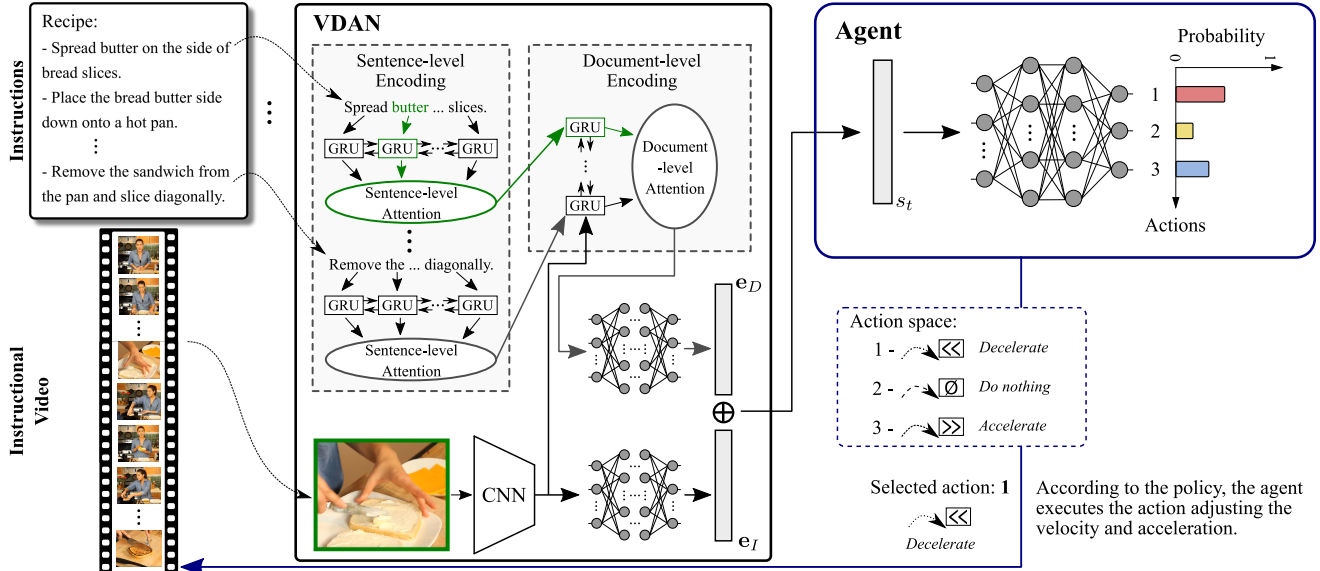 Instructions
Recipe:
- Spread butter on the side of
bread slices.
- Place the bread butter side
down onto a hot pan.
- Remove the sandwich from
the pan and slice diagonally.
Instructional
Video
VDAN
Sentence-level
Encoding
Spread butter ... slices.
GRU GRU ... GRU
Sentence-level
Attention
Remove the ... diagonally.
GRU GRU ... GRU
Sentence-level
Attention
Document-level
Encoding
GRU
GRU
Document
-level
Attention
CNN
e_D
⊕
e_I
Agent
s_t
Probability
0 1
1
2
3
Actions
Action space:
1 - << Decelerate
2 - Ø Do nothing
3 - >> Accelerate
Selected action: 1
<<
Decelerate
According to the policy, the agent
executes the action adjusting the
velocity and acceleration.